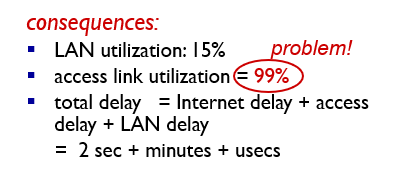 consequences:
▪ LAN utilization: 15% problem!
▪ access link utilization = 99%
▪ total delay = Internet delay + access
delay + LAN delay
= 2 sec + minutes + usecs